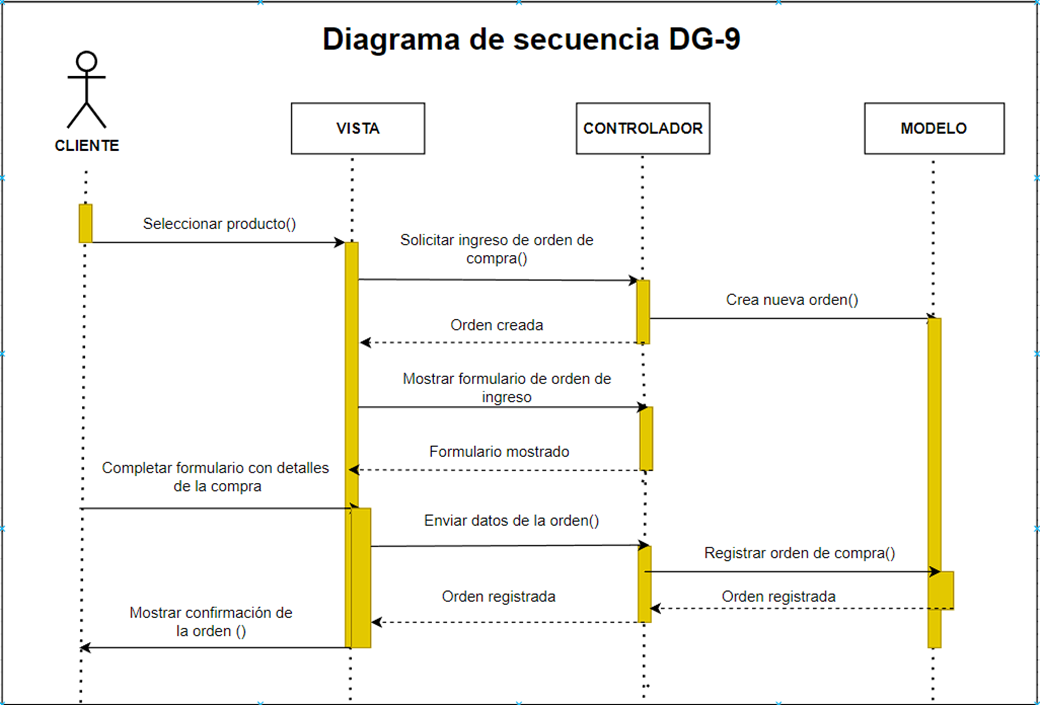 Diagrama de secuencia DG-9
CLIENTE
VISTA
CONTROLADOR
MODELO
Seleccionar producto()
Solicitar ingreso de orden de
compra()
Crea nueva orden()
Orden creada
Mostrar formulario de orden de
ingreso
Formulario mostrado
Completar formulario con detalles
de la compra
Enviar datos de la orden()
Registrar orden de compra()
Orden registrada
Orden registrada
Mostrar confirmación de
la orden ()